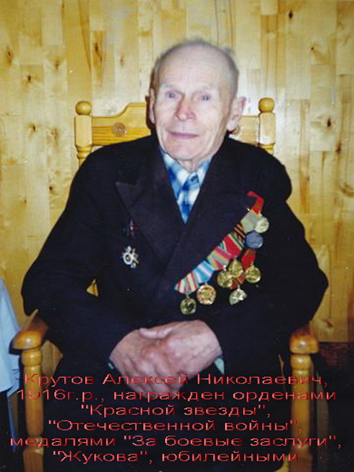 Крутов Алексей Николаевич,
1916г.р., награжден орденами
"Красной звезды",
"Отечественной войны",
медалями "За боевые заслуги",
"Жукова", юбилейными